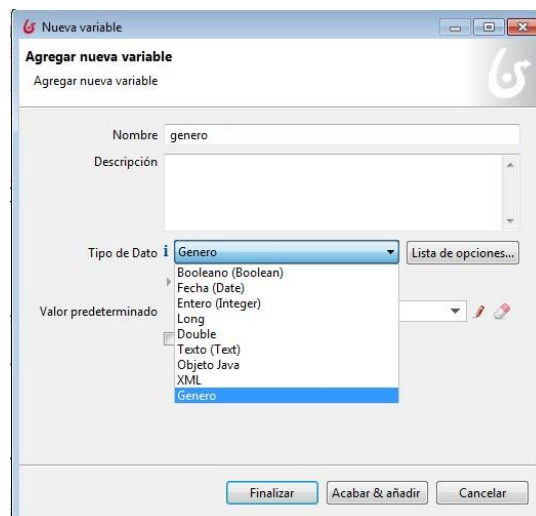 Nueva variable
Agregar nueva variable
Agregar nueva variable
Nombre genero
Descripción
Tipo de Dato i Genero Lista de opciones...
Booleano (Boolean)
Fecha (Date)
Entero (Integer)
Long
Double
Texto (Text)
Objeto Java
XML
Genero
Valor predeterminado
Finalizar Acabar & añadir Cancelar